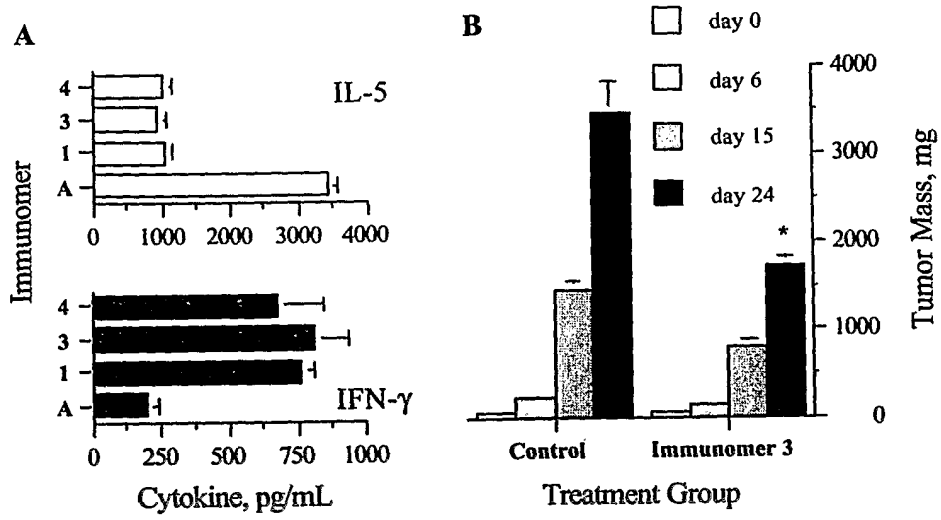 A
4
3
1
A
IL-5
0 1000 2000 3000 4000
Immunomer
4
3
1
A
IFN-γ
0 250 500 750 1000
Cytokine, pg/mL
B
day 0
day 6
day 15
day 24
4000
3000
2000
1000
0
Tumor Mass, mg
*
Control Immunomer 3
Treatment Group